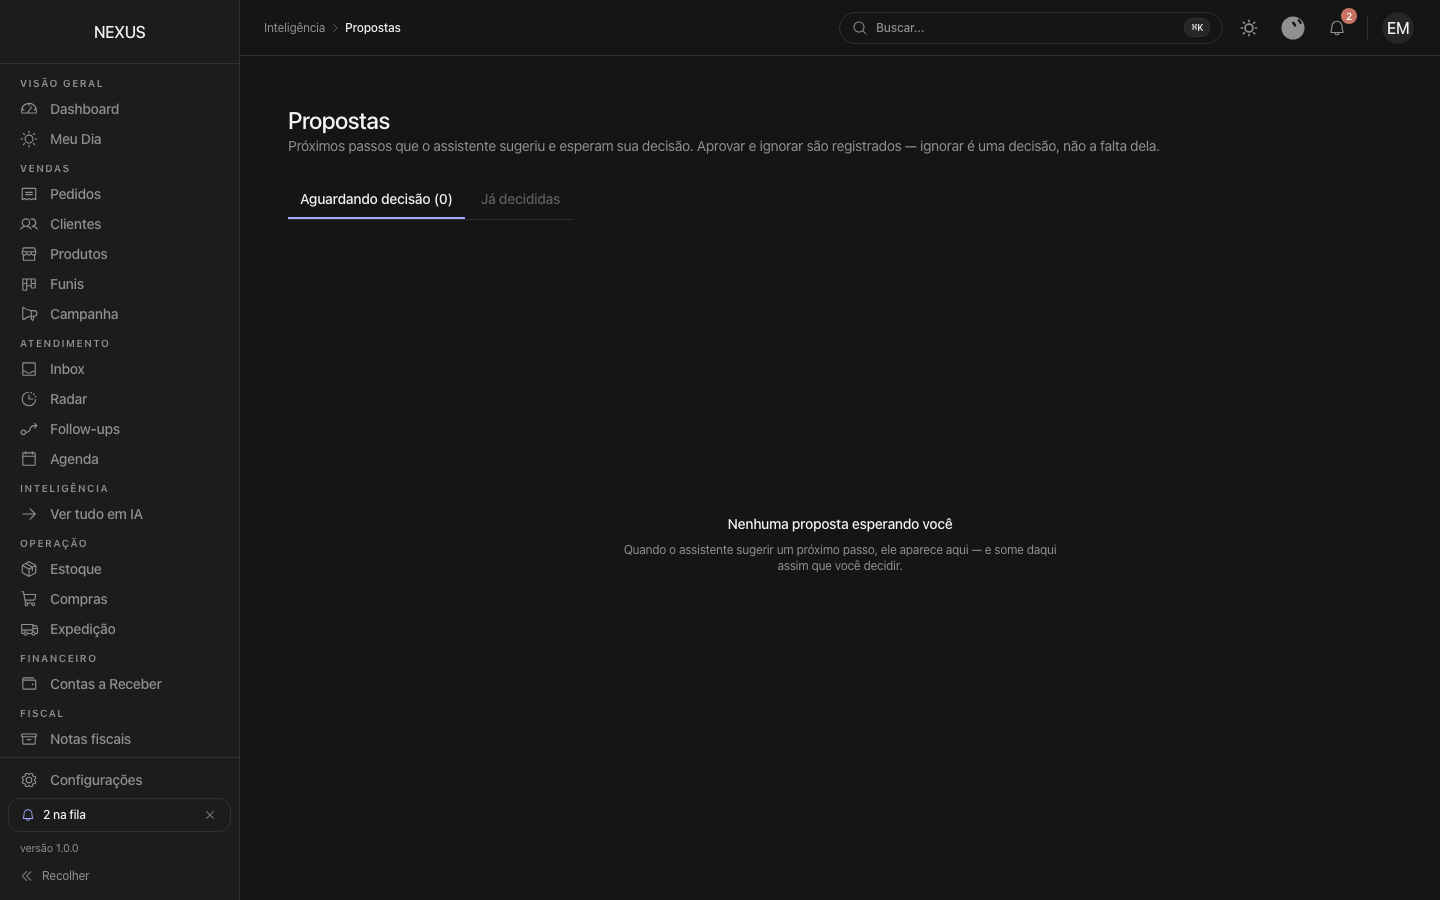 NEXUS
Inteligência > Propostas
Buscar...
⌘K
2
EM
VISÃO GERAL
Dashboard
Meu Dia
VENDAS
Pedidos
Clientes
Produtos
Funis
Campanha
ATENDIMENTO
Inbox
Radar
Follow-ups
Agenda
INTELIGÊNCIA
Ver tudo em IA
OPERAÇÃO
Estoque
Compras
Expedição
FINANCEIRO
Contas a Receber
FISCAL
Notas fiscais
Configurações
2 na fila
versão 1.0.0
Recolher
Propostas
Próximos passos que o assistente sugeriu e esperam sua decisão. Aprovar e ignorar são registrados — ignorar é uma decisão, não a falta dela.
Aguardando decisão (0)
Já decididas
Nenhuma proposta esperando você
Quando o assistente sugerir um próximo passo, ele aparece aqui — e some daqui
assim que você decidir.